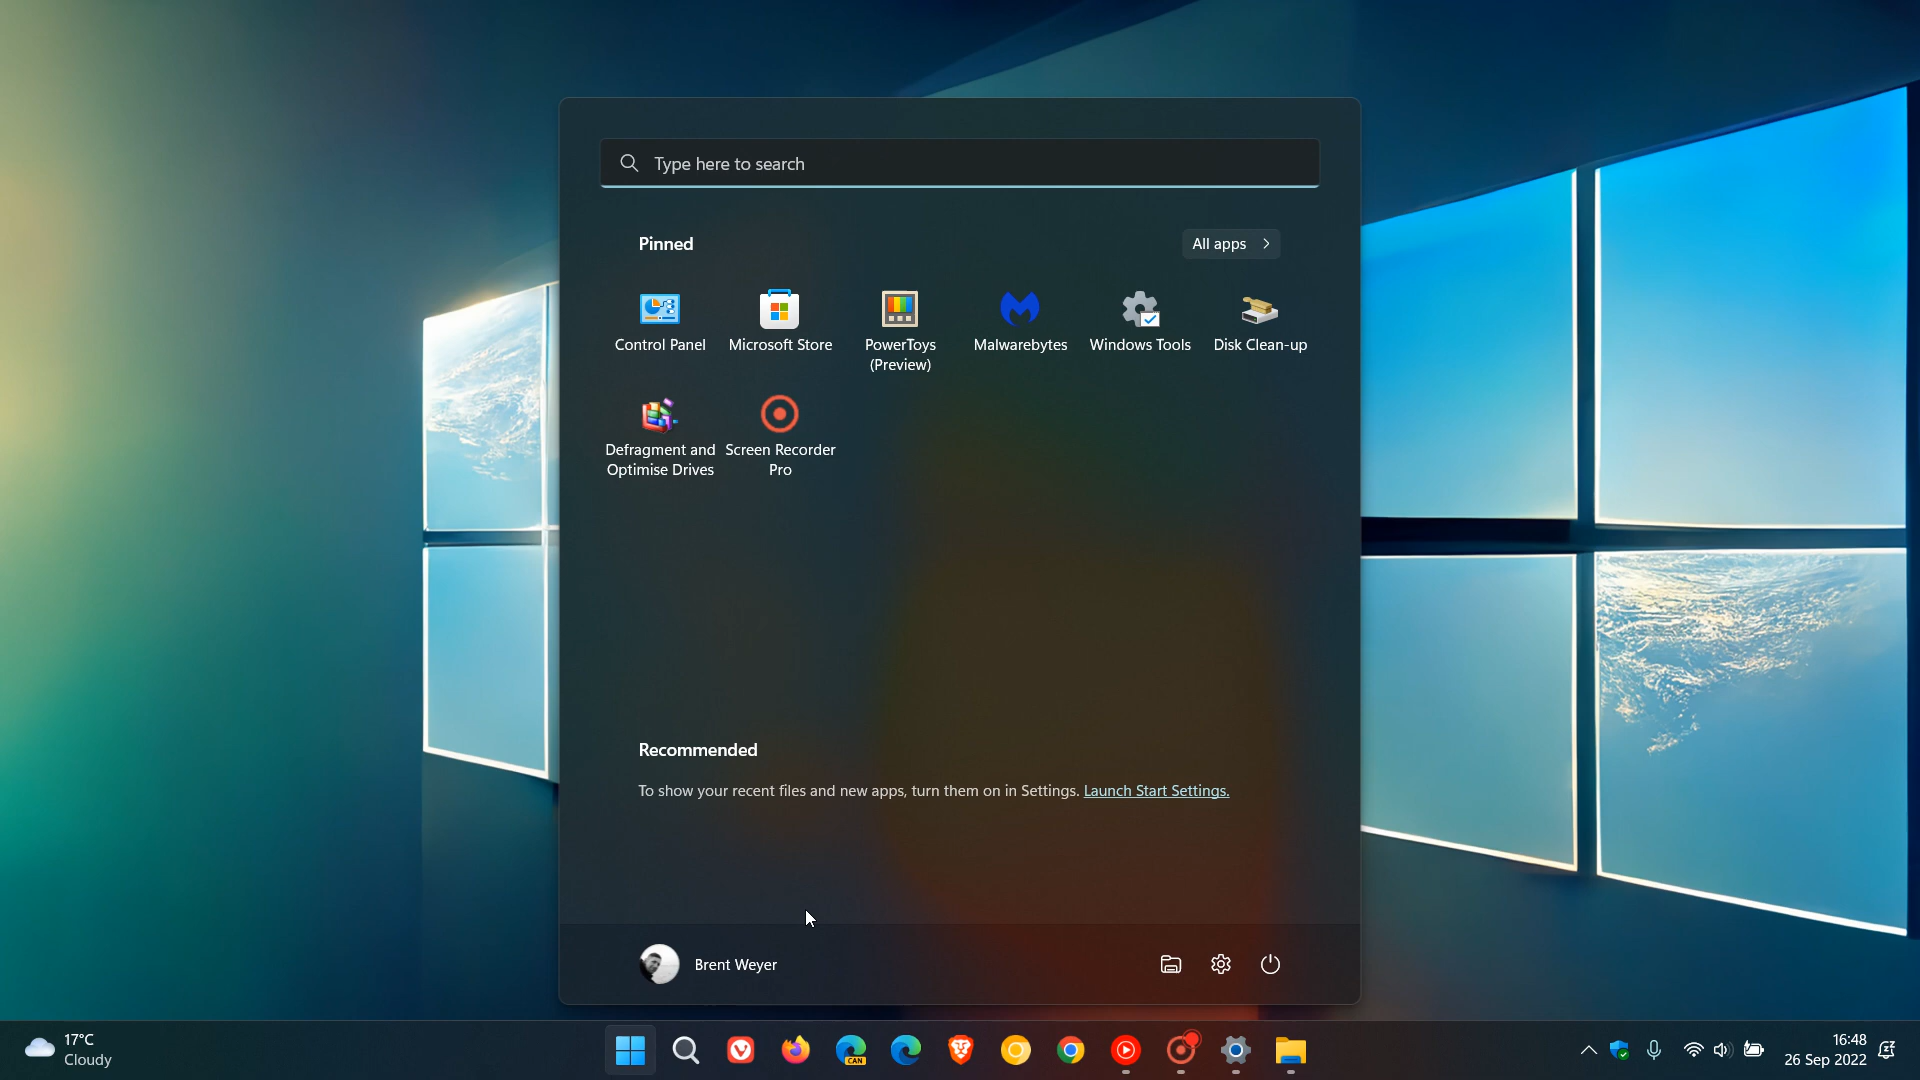 Type here to search
Pinned
All apps
Control Panel
Microsoft Store
PowerToys
(Preview)
Malwarebytes
Windows Tools
Disk Clean-up
Defragment and
Optimise Drives
Screen Recorder
Pro
Recommended
To show your recent files and new apps, turn them on in Settings. Launch Start Settings.
Brent Weyer
17°C
Cloudy
CAN
16:48
26 Sep 2022